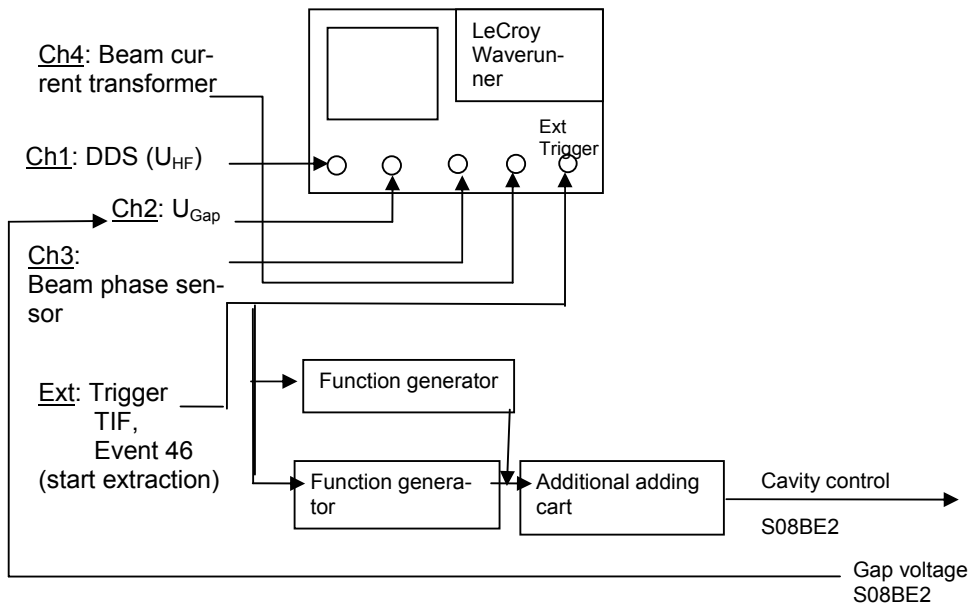 LeCroy
Waverun-
ner
Ch4: Beam cur-
rent transformer
Ext
Trigger
Ch1: DDS (UHF)
Ch2: UGap
Ch3:
Beam phase sen-
sor
Function generator
Ext: Trigger
TIF,
Event 46
(start extraction)
Function genera-
tor
Additional adding
cart
Cavity control
S08BE2
Gap voltage
S08BE2